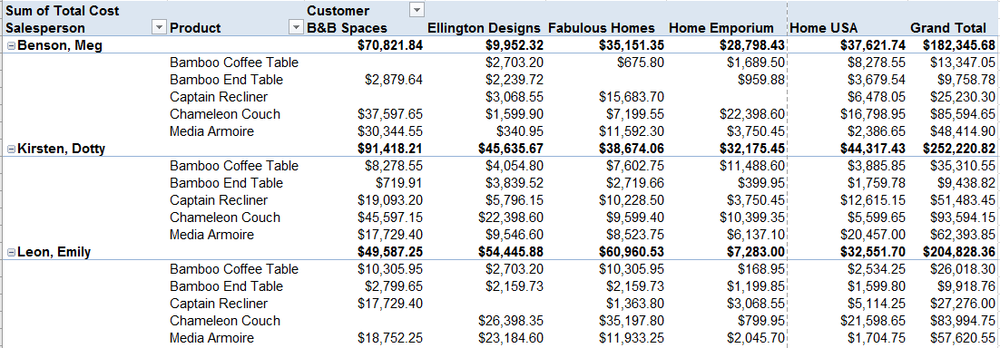 Sum of Total Cost Customer
Salesperson Product B&B Spaces Ellington Designs Fabulous Homes Home Emporium Home USA Grand Total
Benson, Meg $70,821.84 $9,952.32 $35,151.35 $28,798.43 $37,621.74 $182,345.68
Bamboo Coffee Table $2,703.20 $675.80 $1,689.50 $8,278.55 $13,347.05
Bamboo End Table $2,879.64 $2,239.72 $959.88 $3,679.54 $9,758.78
Captain Recliner $3,068.55 $15,683.70 $6,478.05 $25,230.30
Chameleon Couch $37,597.65 $1,599.90 $7,199.55 $22,398.60 $16,798.95 $85,594.65
Media Armoire $30,344.55 $340.95 $11,592.30 $3,750.45 $2,386.65 $48,414.90
Kirsten, Dotty $91,418.21 $45,635.67 $38,674.06 $32,175.45 $44,317.43 $252,220.82
Bamboo Coffee Table $8,278.55 $4,054.80 $7,602.75 $11,488.60 $3,885.85 $35,310.55
Bamboo End Table $719.91 $3,839.52 $2,719.66 $399.95 $1,759.78 $9,438.82
Captain Recliner $19,093.20 $5,796.15 $10,228.50 $3,750.45 $12,615.15 $51,483.45
Chameleon Couch $45,597.15 $22,398.60 $9,599.40 $10,399.35 $5,599.65 $93,594.15
Media Armoire $17,729.40 $9,546.60 $8,523.75 $6,137.10 $20,457.00 $62,393.85
Leon, Emily $49,587.25 $54,445.88 $60,960.53 $7,283.00 $32,551.70 $204,828.36
Bamboo Coffee Table $10,305.95 $2,703.20 $10,305.95 $168.95 $2,534.25 $26,018.30
Bamboo End Table $2,799.65 $2,159.73 $2,159.73 $1,199.85 $1,599.80 $9,918.76
Captain Recliner $17,729.40 $1,363.80 $3,068.55 $5,114.25 $27,276.00
Chameleon Couch $26,398.35 $35,197.80 $799.95 $21,598.65 $83,994.75
Media Armoire $18,752.25 $23,184.60 $11,933.25 $2,045.70 $1,704.75 $57,620.55